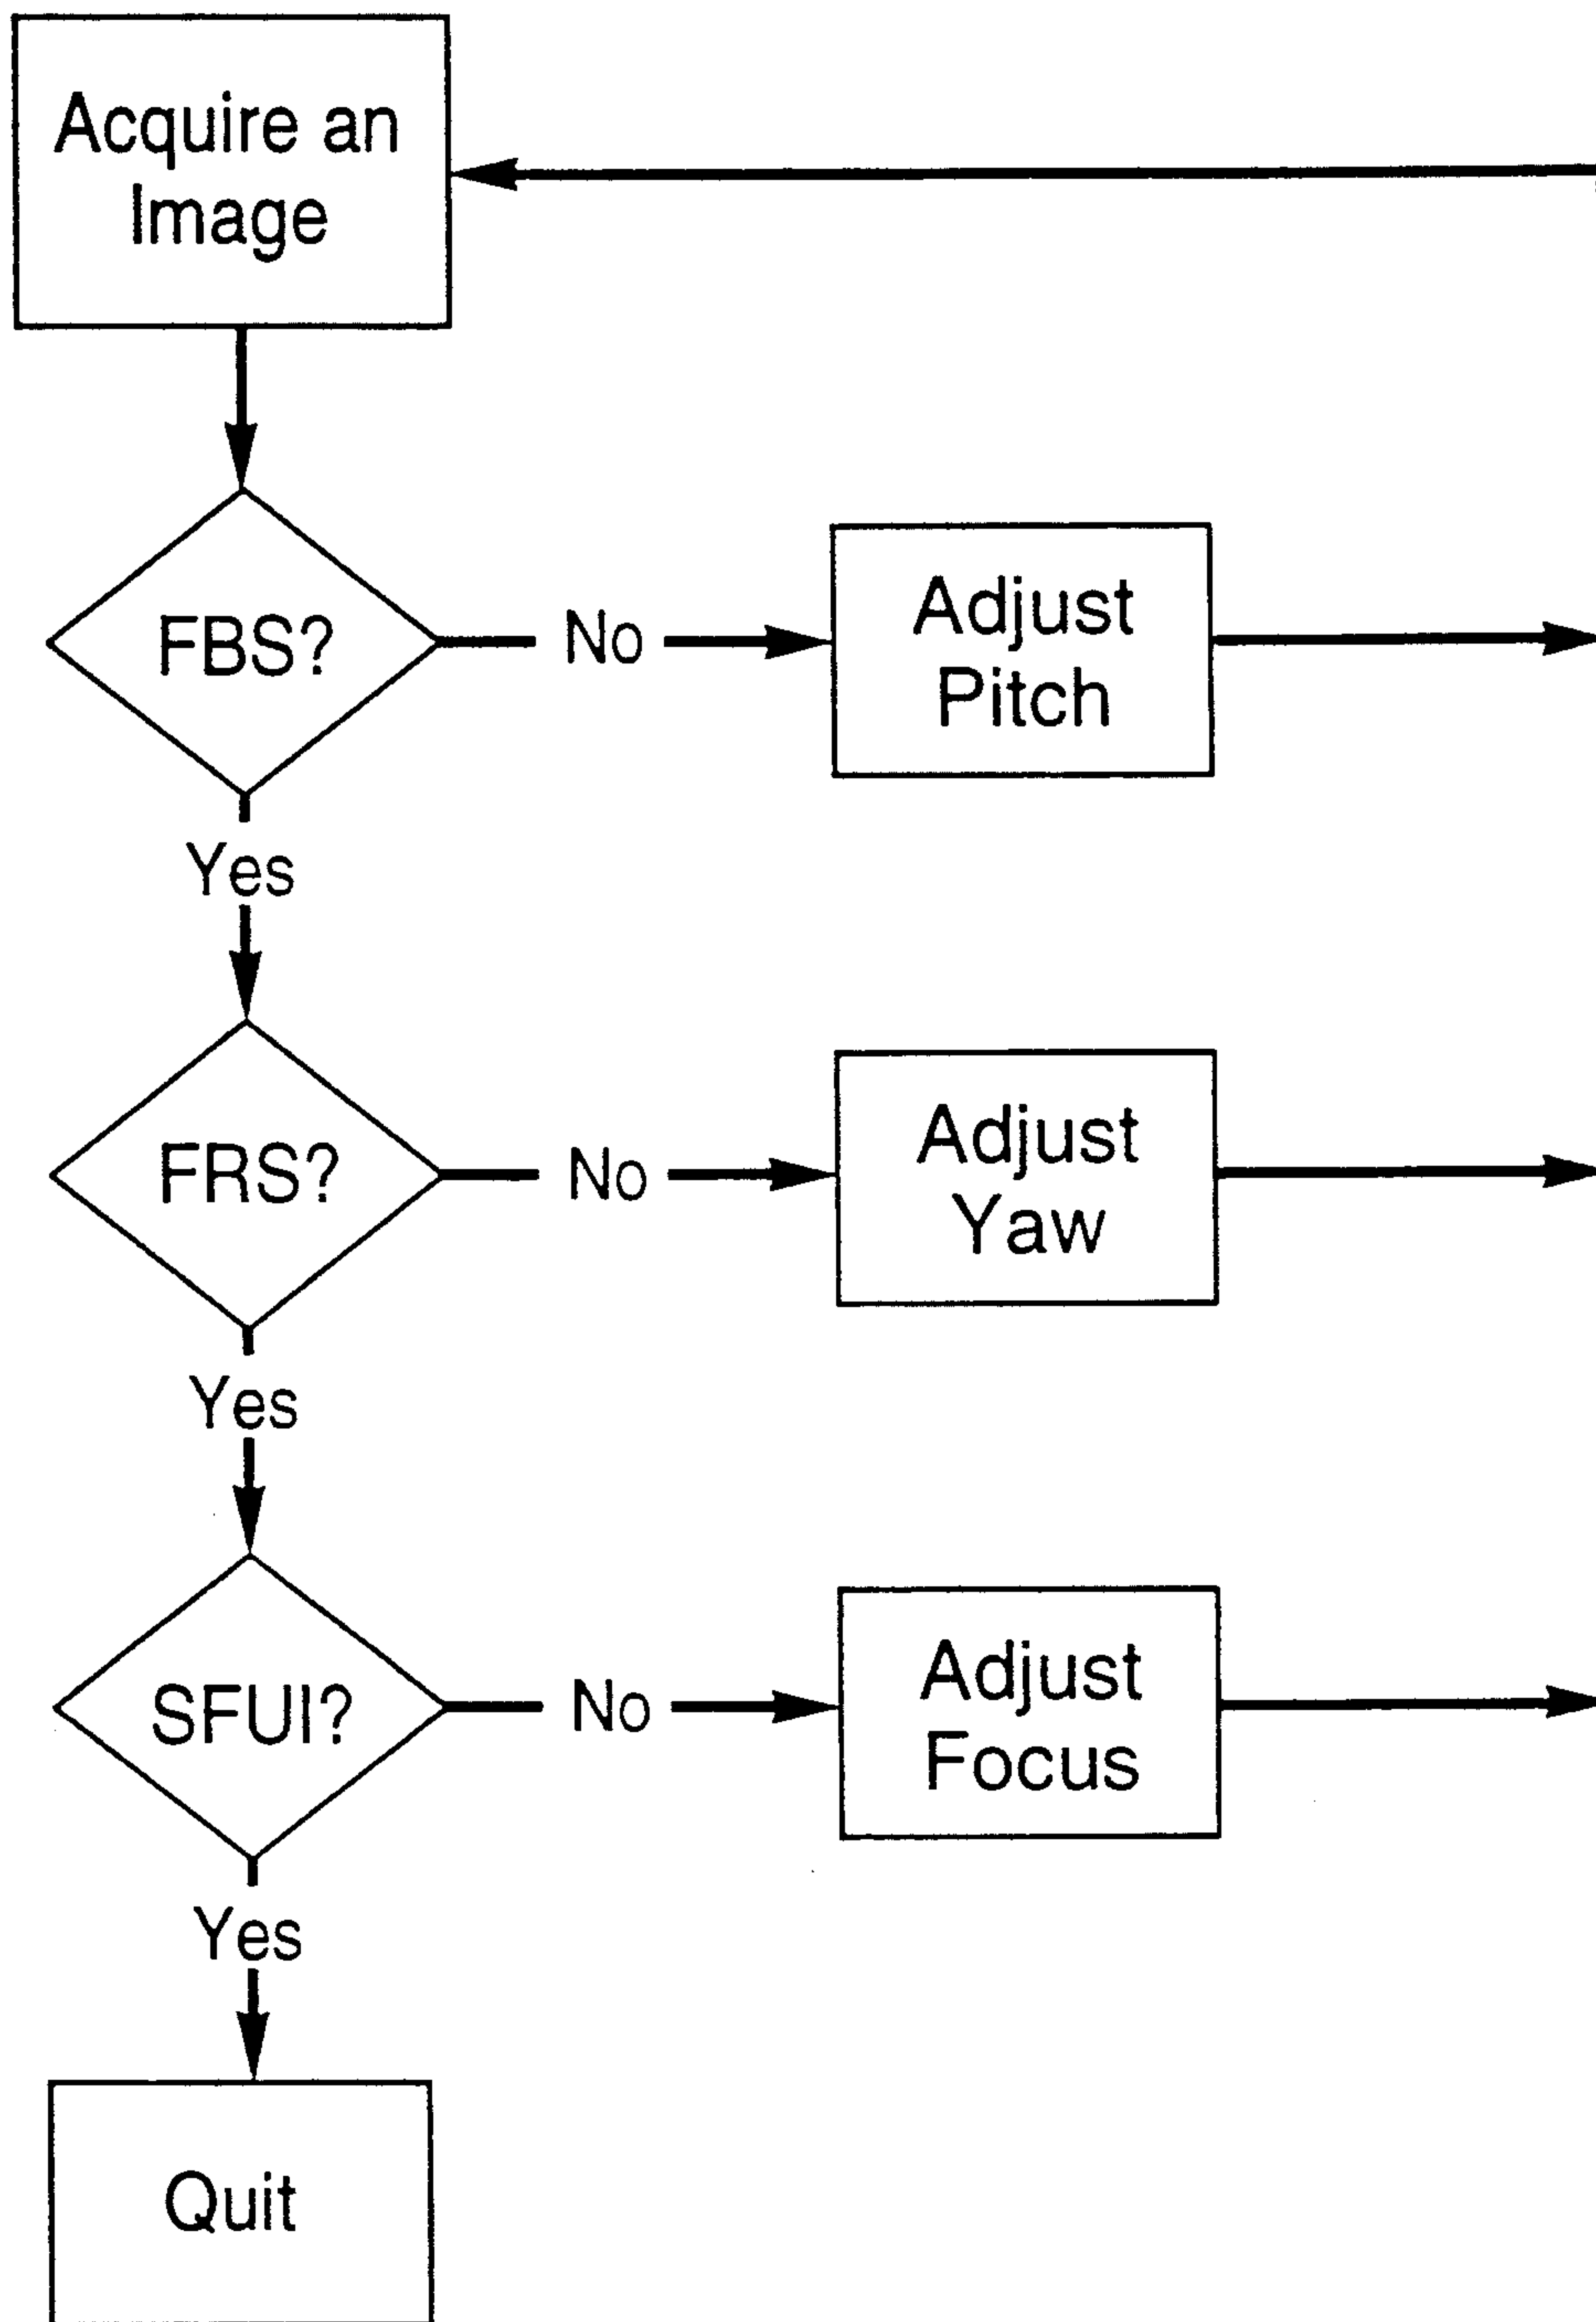 Acquire an
Image
FBS?
No
Adjust
Pitch
Yes
FRS?
No
Adjust
Yaw
Yes
SFUI?
No
Adjust
Focus
Yes
Quit